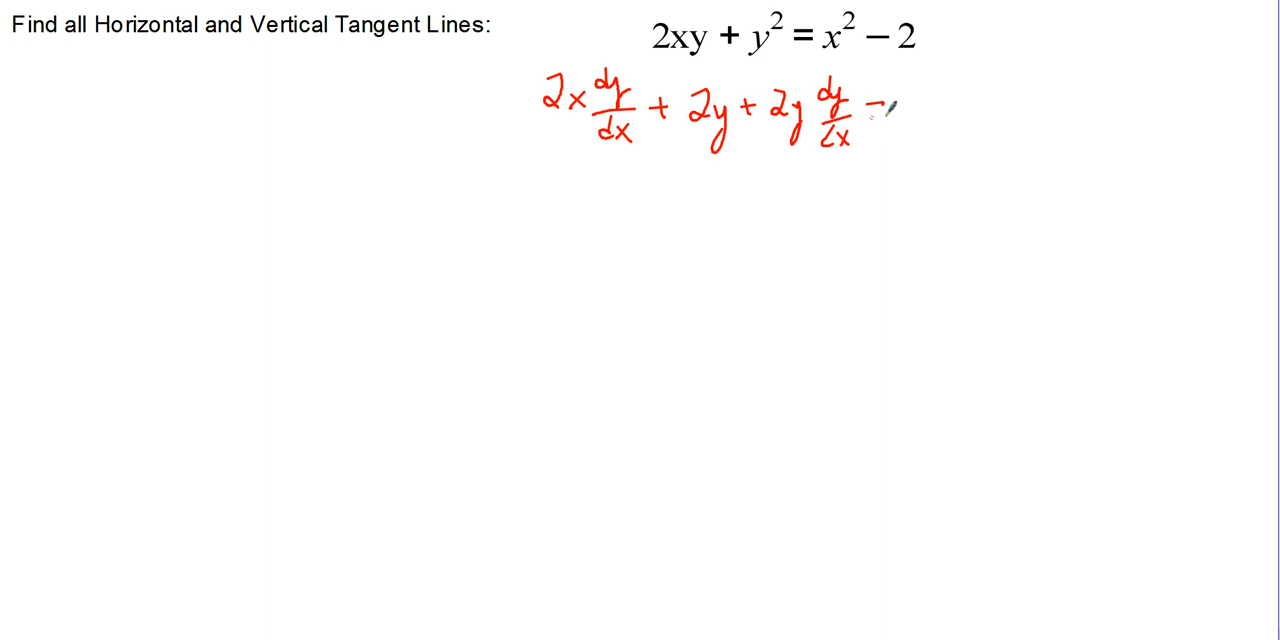 Find all Horizontal and Vertical Tangent Lines:
2xy + y² = x² − 2
2x dy/dx + 2y + 2y dy/dx =